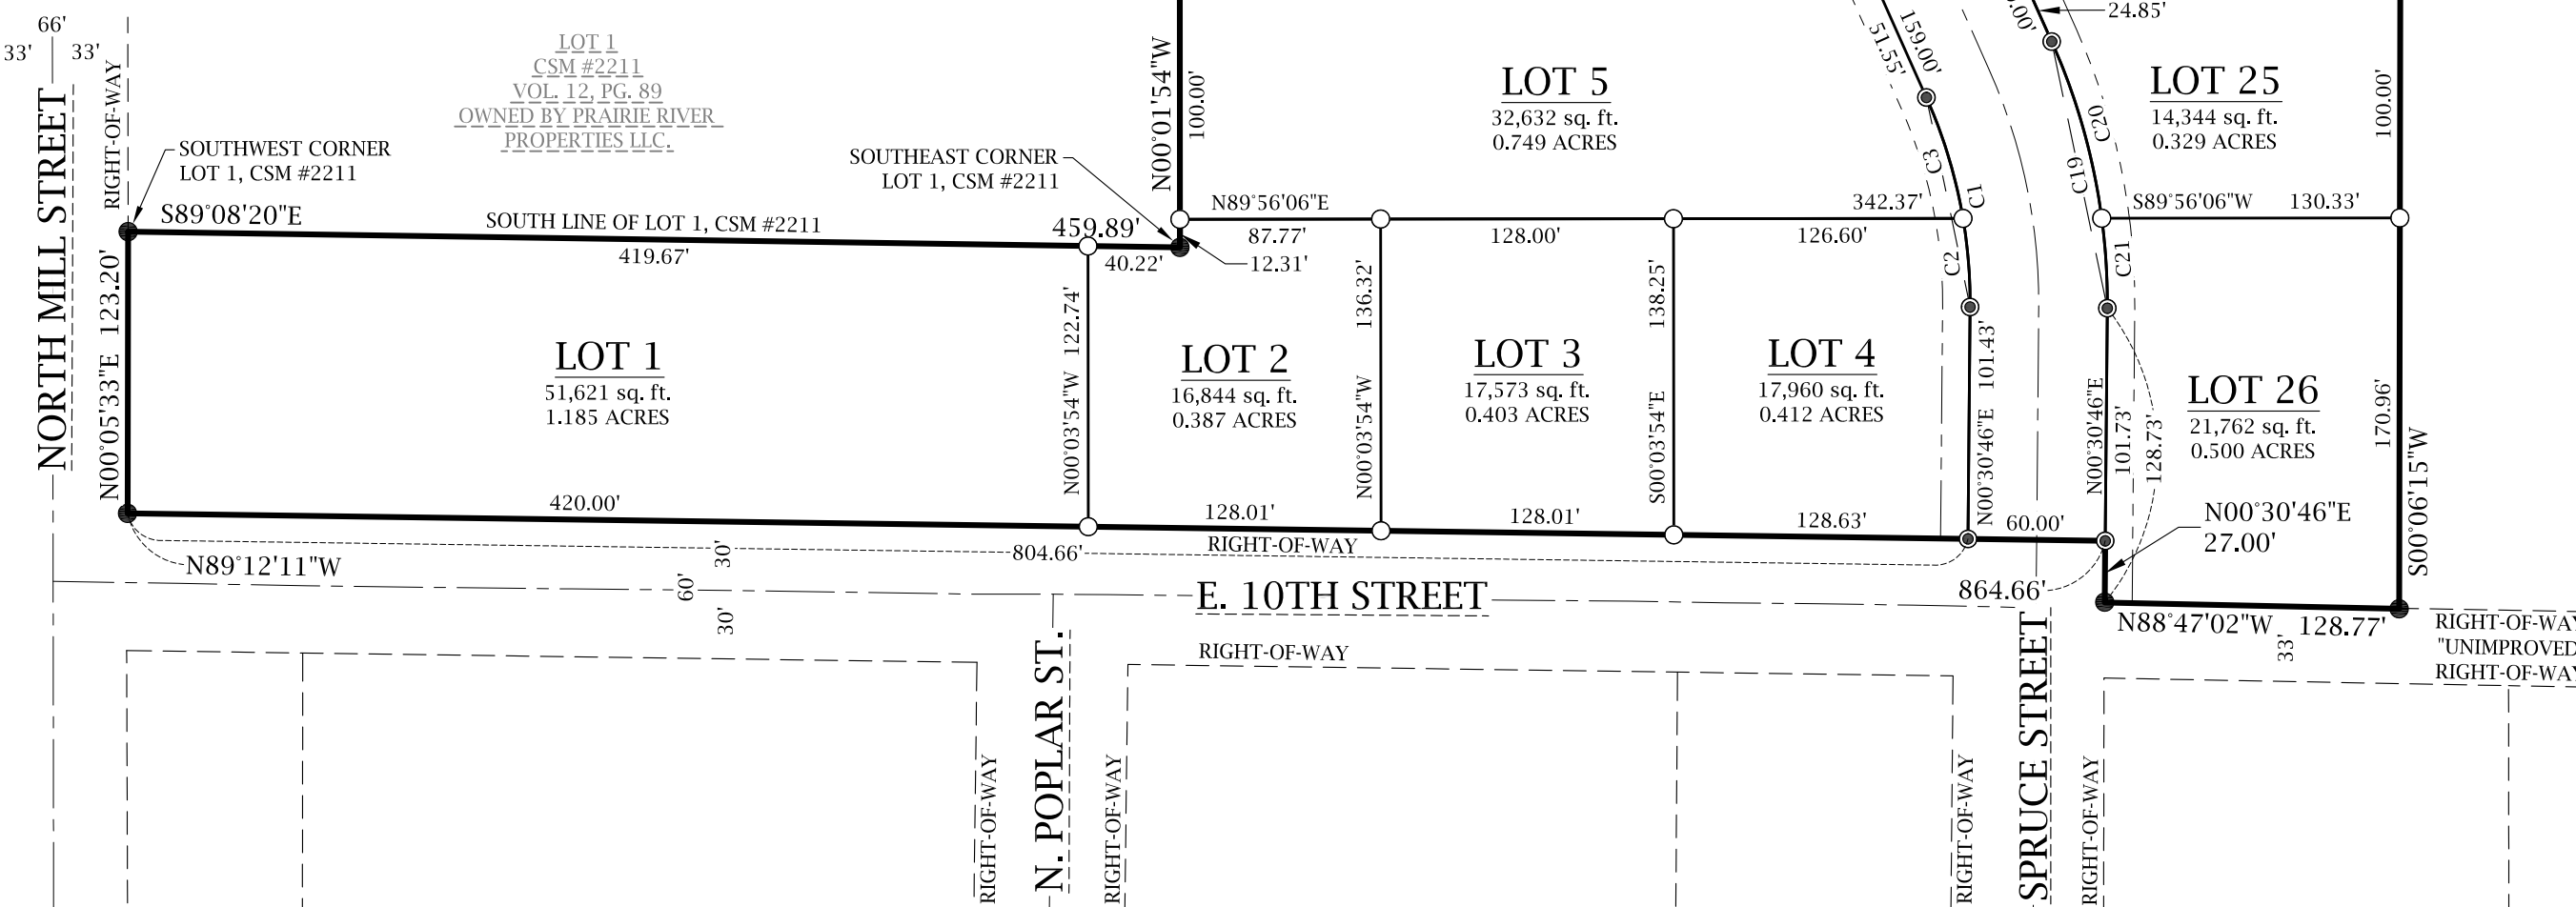 66'
33'
33'
RIGHT-OF-WAY
NORTH MILL STREET
LOT 1
CSM #2211
VOL. 12, PG. 89
OWNED BY PRAIRIE RIVER
PROPERTIES LLC.
SOUTHWEST CORNER
LOT 1, CSM #2211
SOUTHEAST CORNER
LOT 1, CSM #2211
N00°01'54"W
100.00'
LOT 5
32,632 sq. ft.
0.749 ACRES
159.00'
51.55'
24.85'
LOT 25
14,344 sq. ft.
0.329 ACRES
100.00'
C20
C19
C3
C1
S89°08'20"E
SOUTH LINE OF LOT 1, CSM #2211
459.89'
419.67'
40.22'
12.31'
N89°56'06"E
342.37'
87.77'
128.00'
126.60'
S89°56'06"W
130.33'
C2
C21
N00°05'33"E 123.20'
LOT 1
51,621 sq. ft.
1.185 ACRES
N00°03'54"W 122.74'
LOT 2
16,844 sq. ft.
0.387 ACRES
N00°03'54"W 136.32'
LOT 3
17,573 sq. ft.
0.403 ACRES
S00°03'54"E 138.25'
LOT 4
17,960 sq. ft.
0.412 ACRES
N00°30'46"E 101.43'
N00°30'46"E
101.73'
128.73'
LOT 26
21,762 sq. ft.
0.500 ACRES
170.96'
S00°06'15"W
420.00'
128.01'
128.01'
128.63'
60.00'
N00°30'46"E
27.00'
N89°12'11"W
30'
804.66'
RIGHT-OF-WAY
60'
30'
E. 10TH STREET
864.66'
N88°47'02"W 128.77'
33'
RIGHT-OF-WAY
"UNIMPROVED
RIGHT-OF-WAY
RIGHT-OF-WAY
N. POPLAR ST.
RIGHT-OF-WAY
RIGHT-OF-WAY
RIGHT-OF-WAY
SPRUCE STREET
RIGHT-OF-WAY